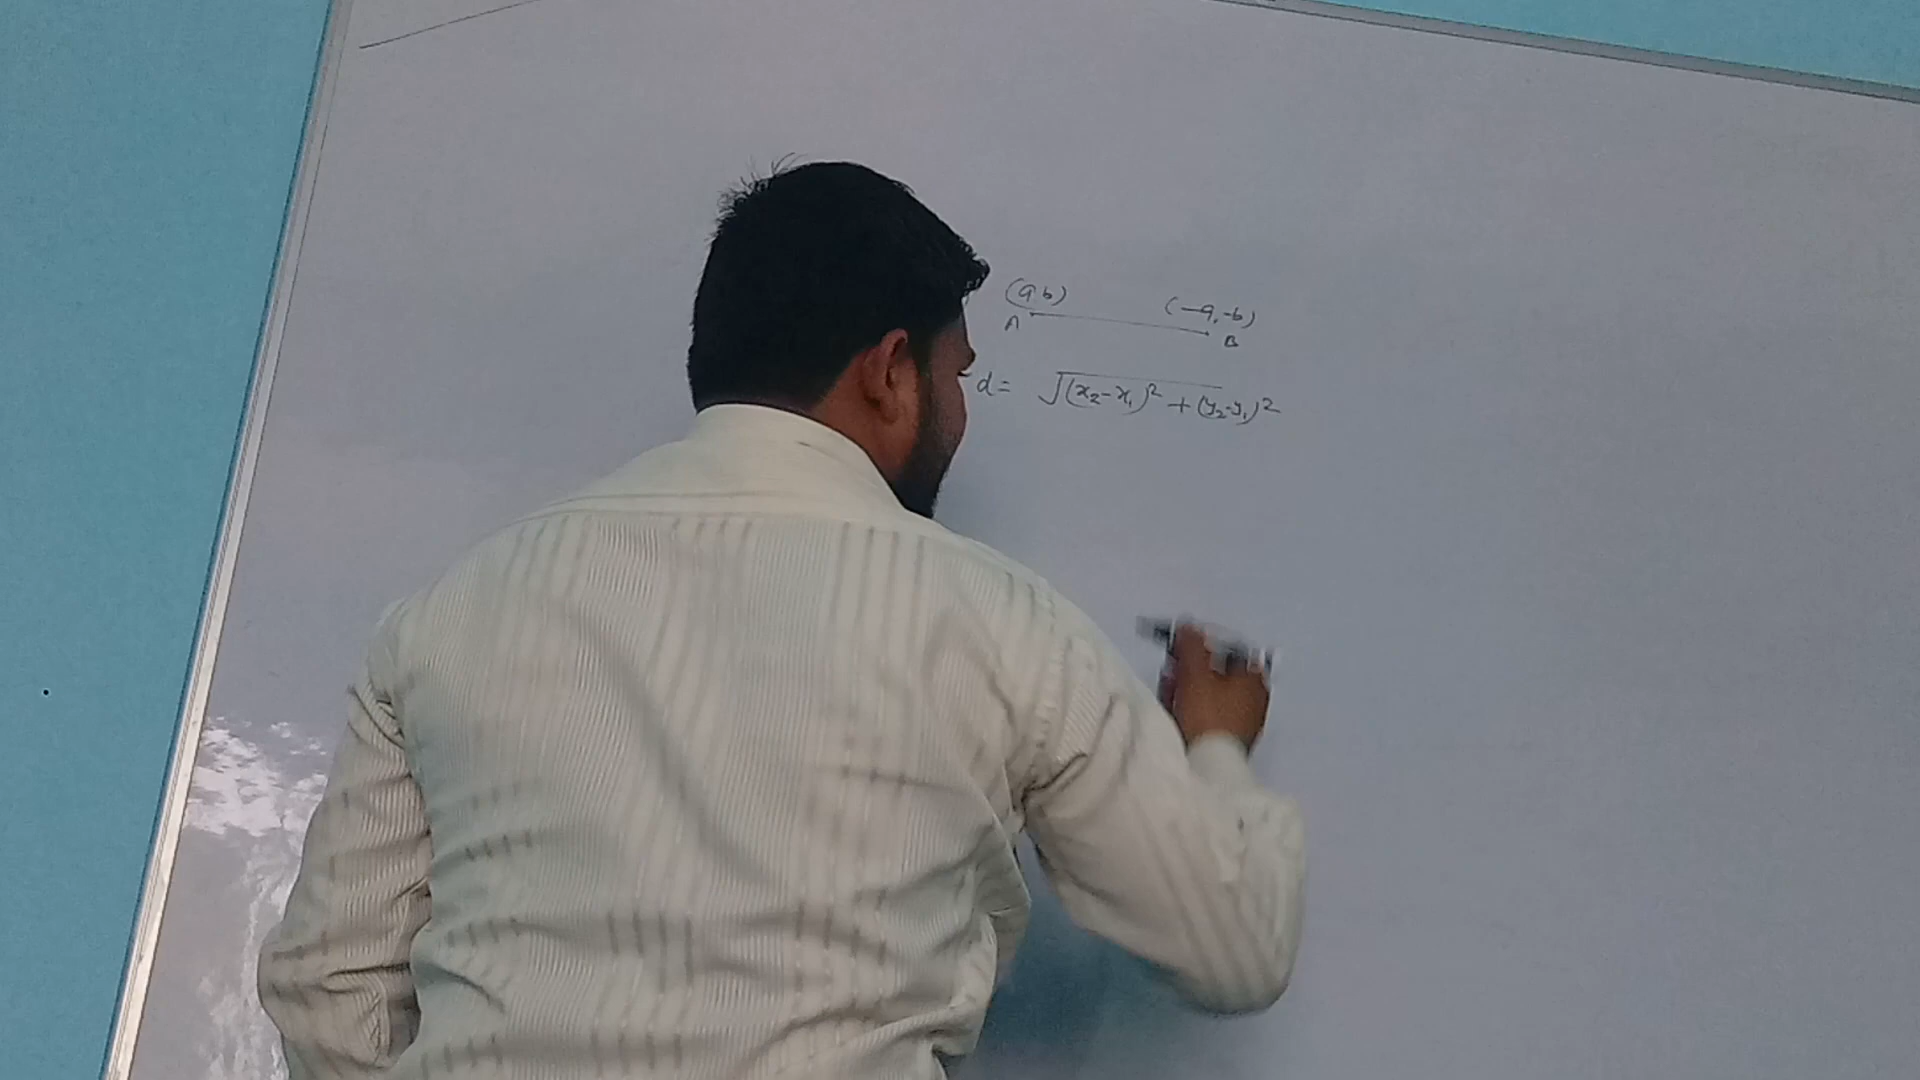 (a,b) (-a,-b)
A B
d = √(x₂-x₁)² + (y₂-y₁)²